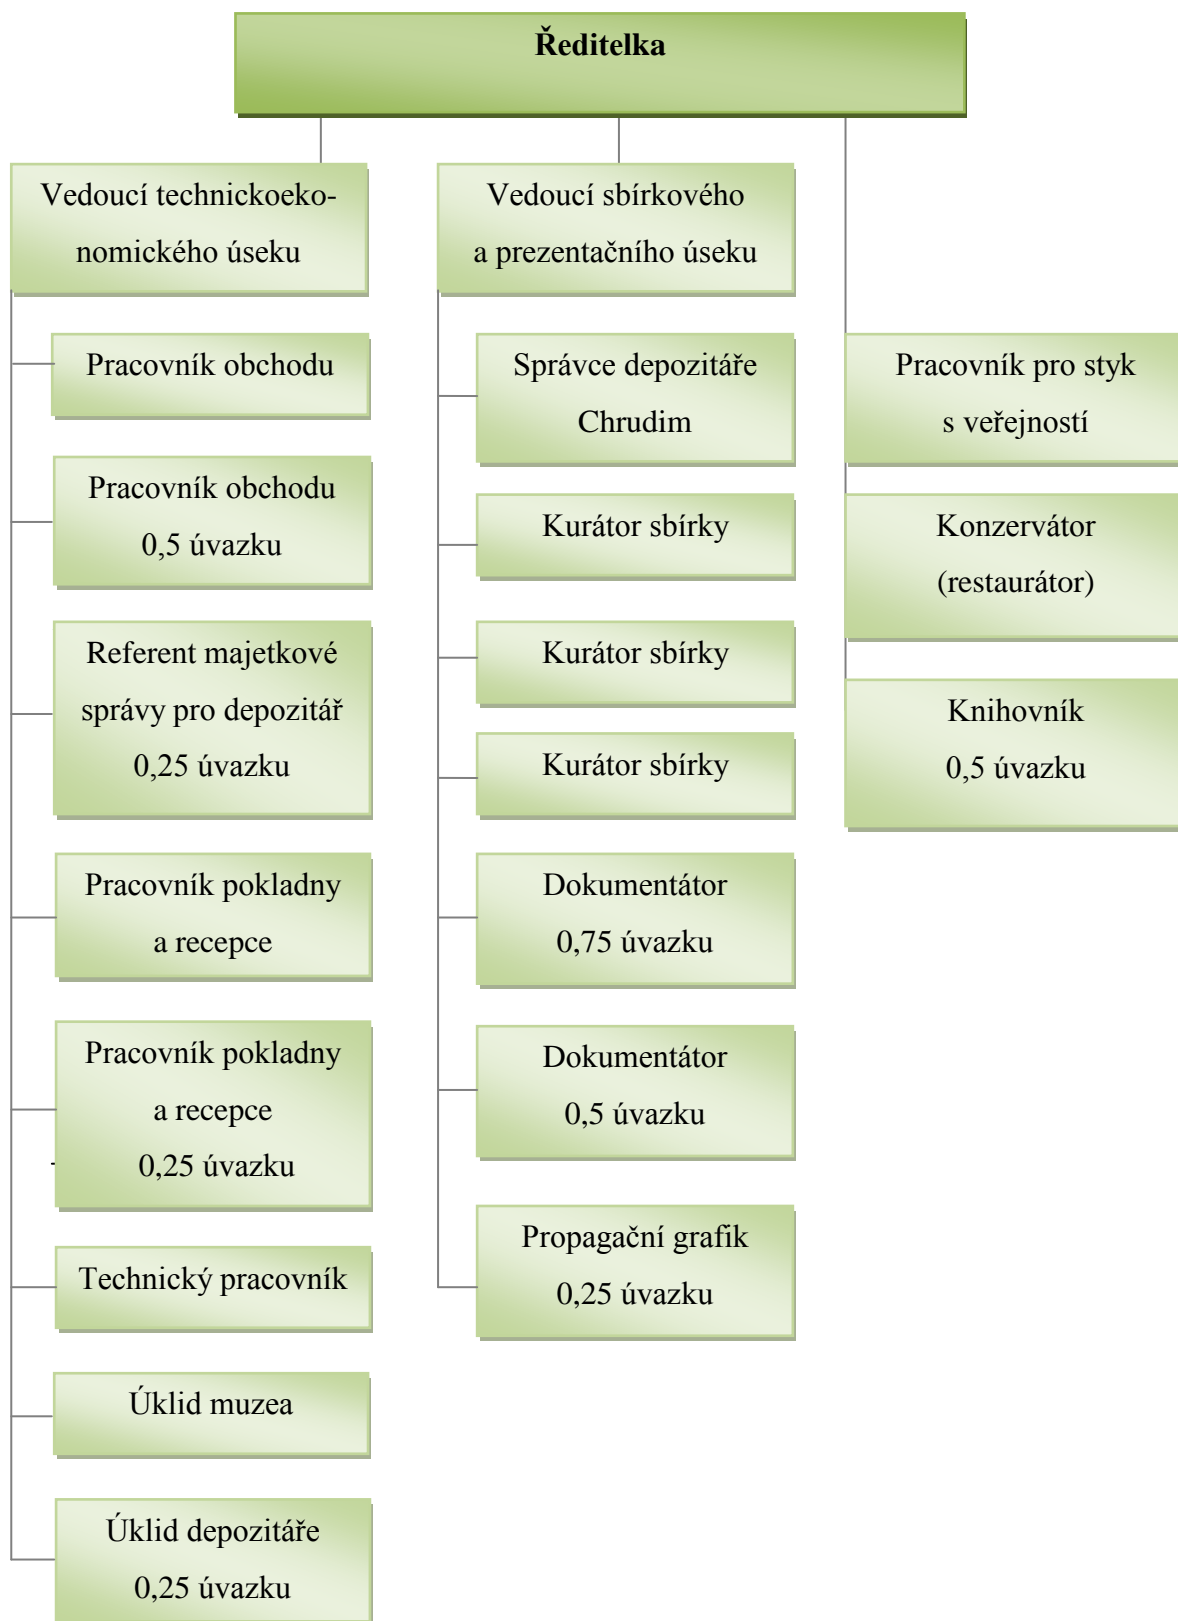 Ředitelka
Vedoucí technickoeko-
nomického úseku
Pracovník obchodu
Pracovník obchodu
0,5 úvazku
Referent majetkové
správy pro depozitář
0,25 úvazku
Pracovník pokladny
a recepce
Pracovník pokladny
a recepce
0,25 úvazku
Technický pracovník
Úklid muzea
Úklid depozitáře
0,25 úvazku
Vedoucí sbírkového
a prezentačního úseku
Správce depozitáře
Chrudim
Kurátor sbírky
Kurátor sbírky
Kurátor sbírky
Dokumentátor
0,75 úvazku
Dokumentátor
0,5 úvazku
Propagační grafik
0,25 úvazku
Pracovník pro styk
s veřejností
Konzervátor
(restaurátor)
Knihovník
0,5 úvazku